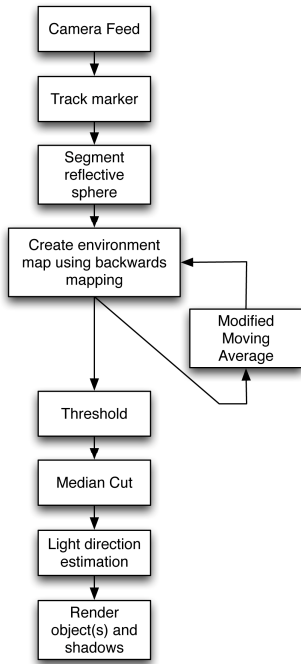 Camera Feed
Track marker
Segment
reflective
sphere
Create environment
map using backwards
mapping
Modified
Moving
Average
Threshold
Median Cut
Light direction
estimation
Render
object(s) and
shadows